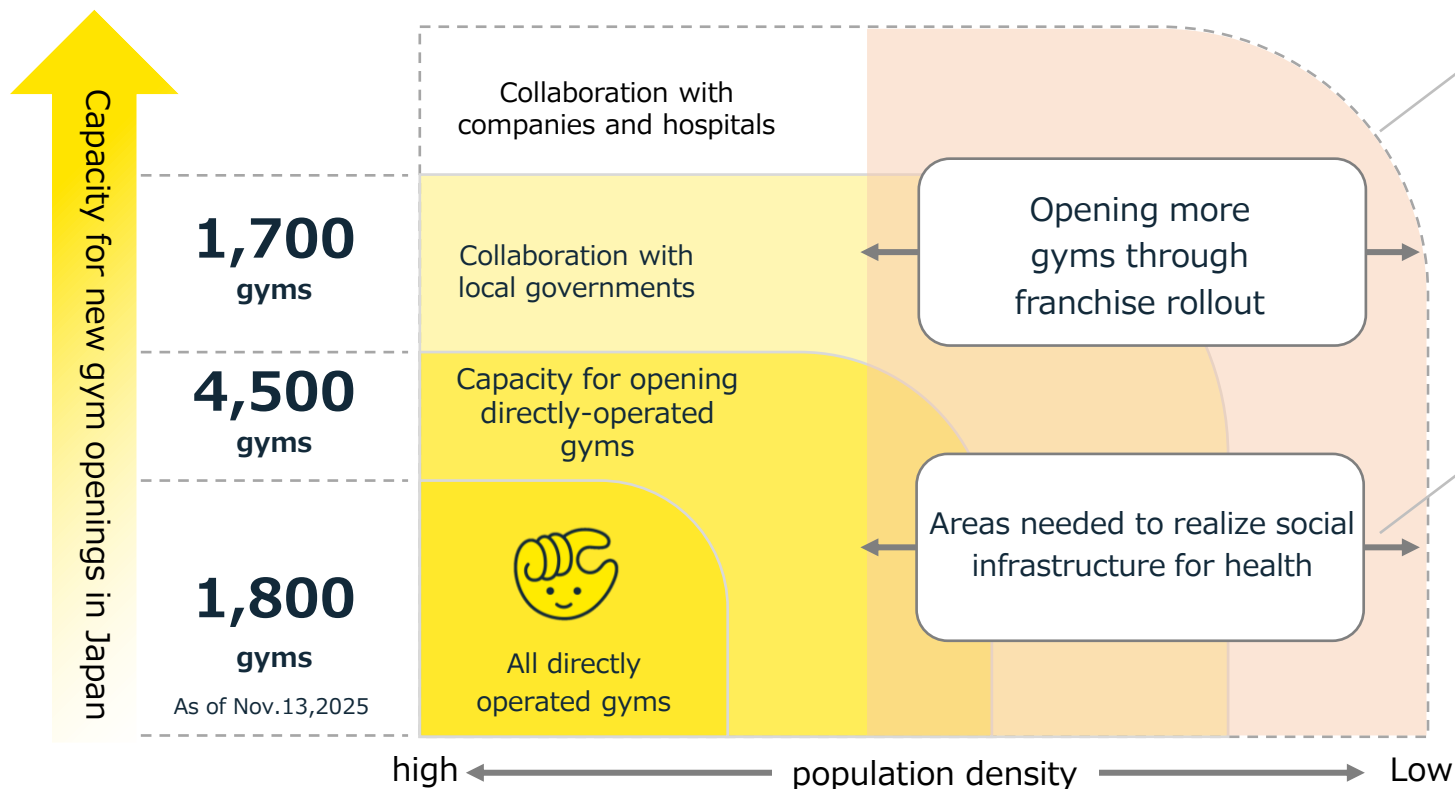 Capacity for new gym openings in Japan
Collaboration with
companies and hospitals
1,700
gyms
Collaboration with
local governments
Opening more
gyms through
franchise rollout
4,500
gyms
Capacity for opening
directly-operated
gyms
1,800
gyms
As of Nov.13,2025
All directly
operated gyms
Areas needed to realize social
infrastructure for health
high
population density
Low